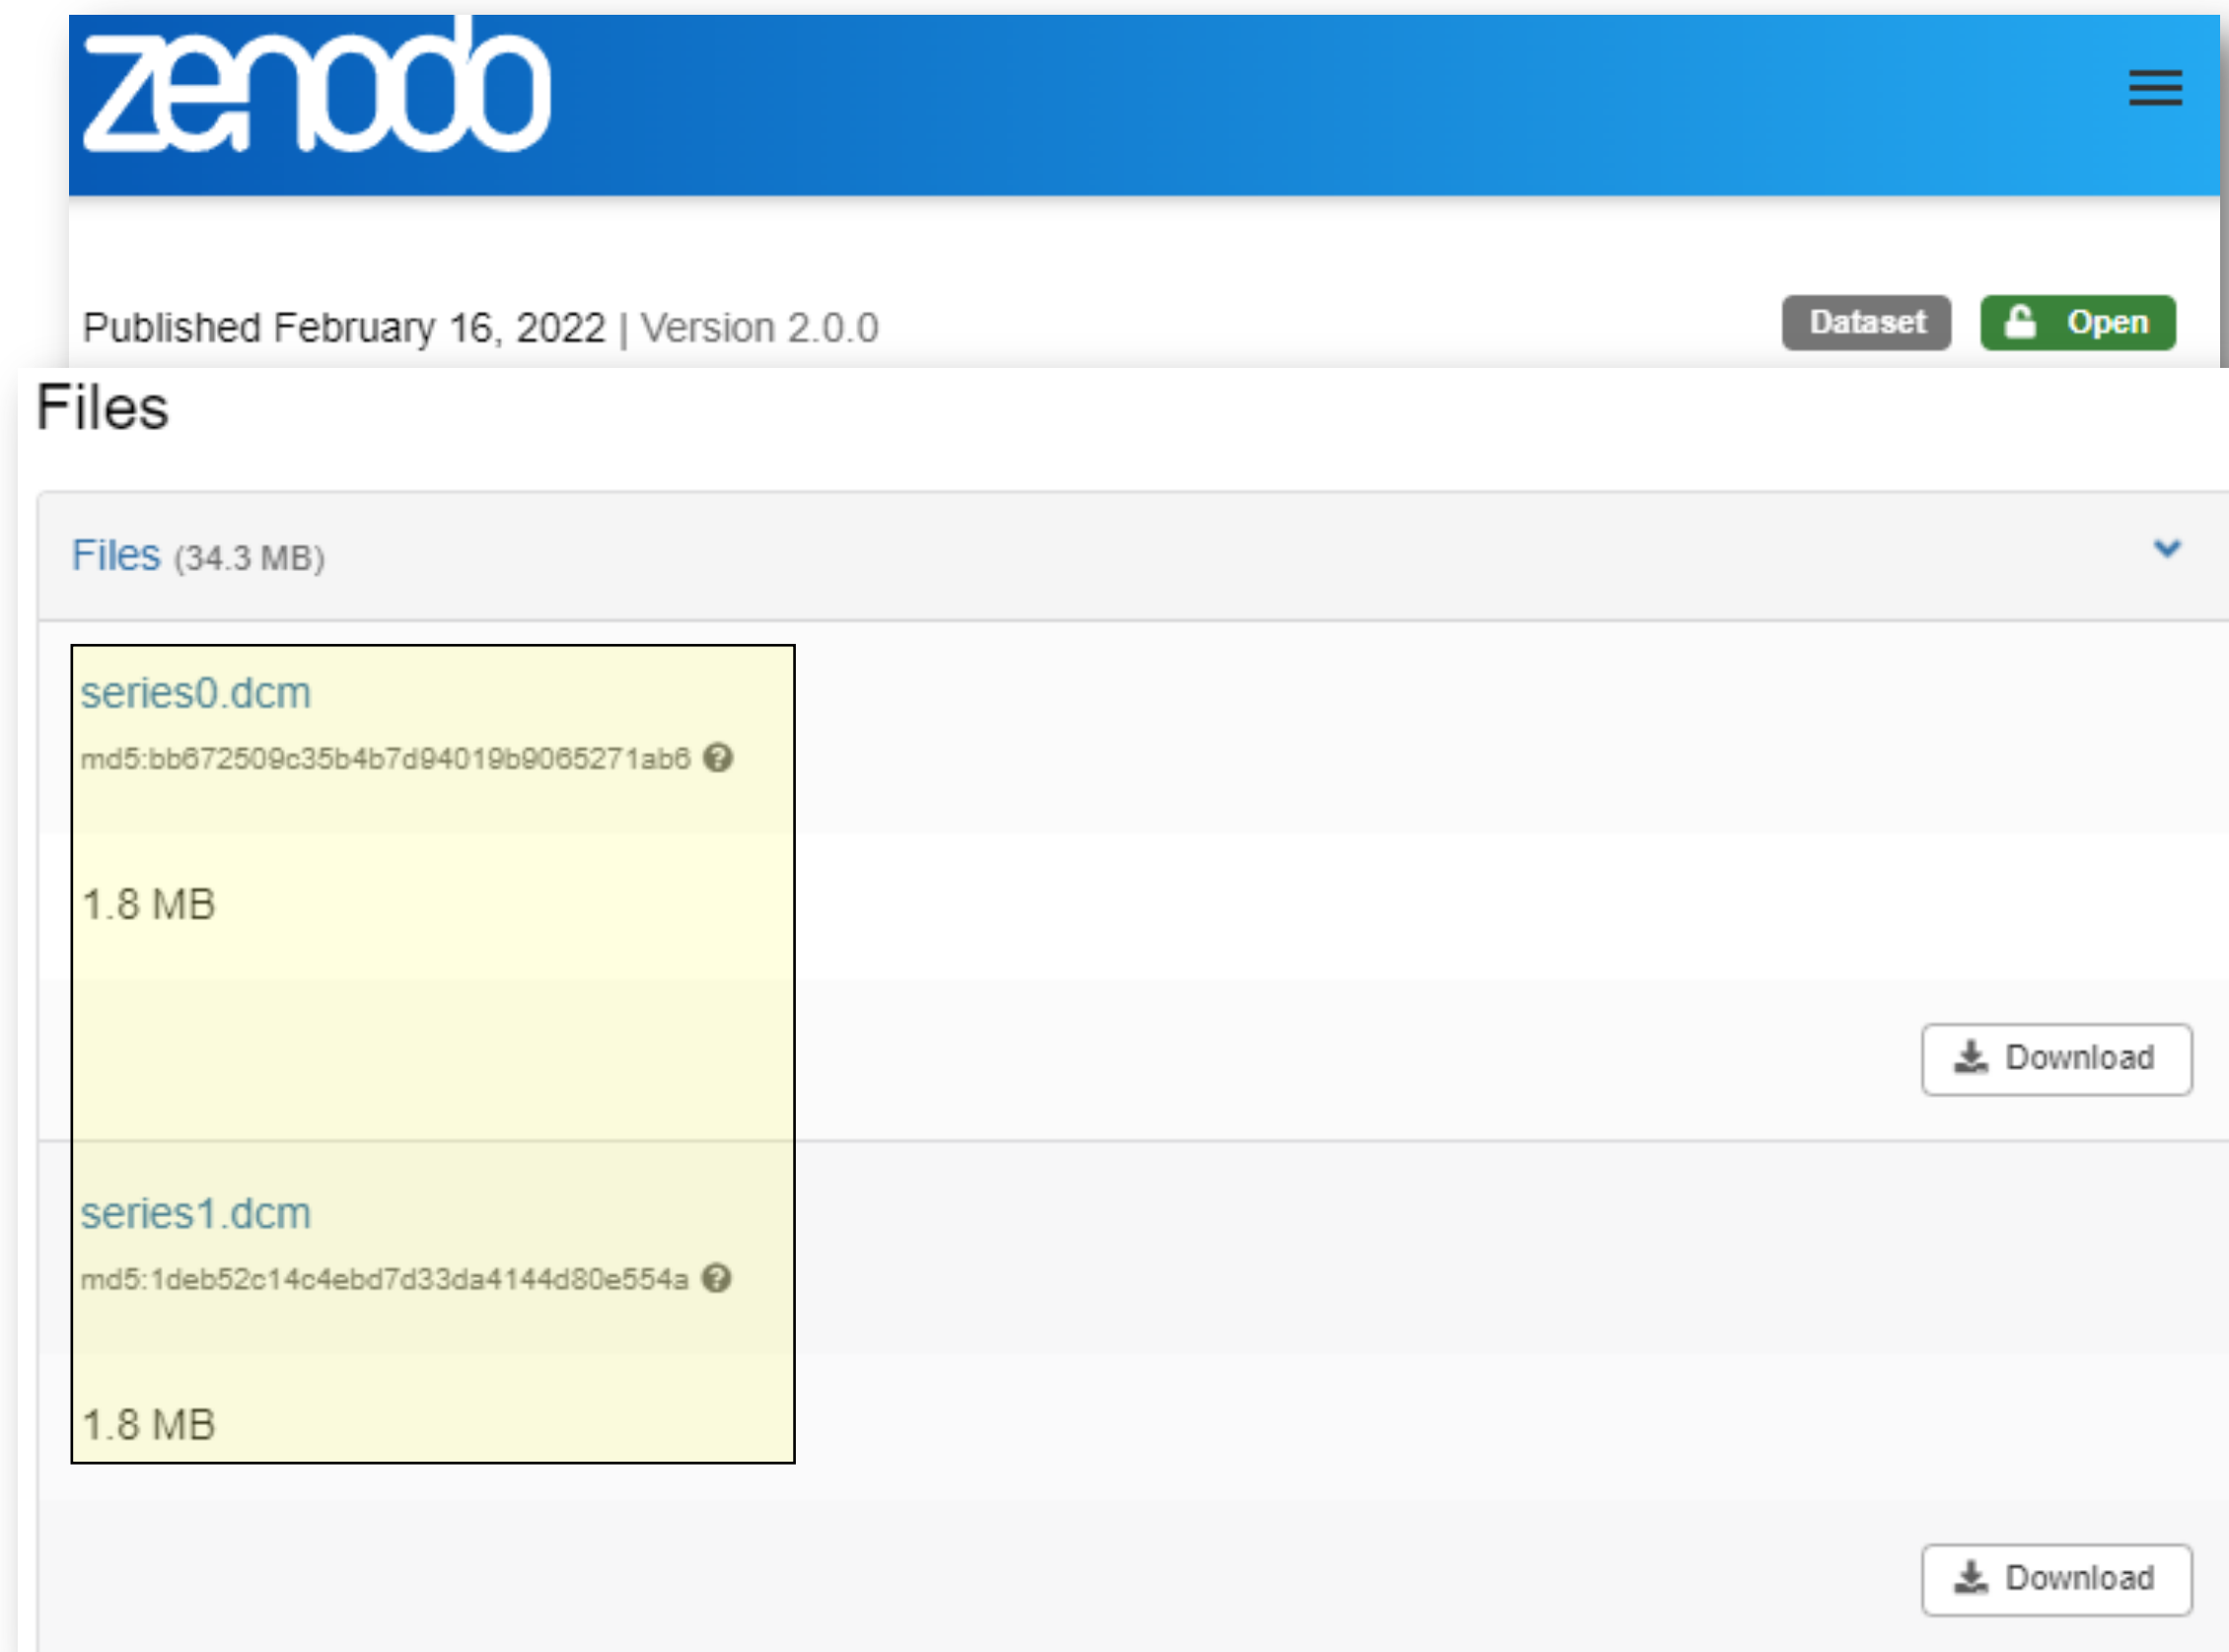 zenodo
Published February 16, 2022 | Version 2.0.0
Dataset
Open
Files
Files (34.3 MB)
series0.dcm
md5:bb672509c35b4b7d94019b9065271ab6
1.8 MB
Download
series1.dcm
md5:1deb52c14c4ebd7d33da4144d80e554a
1.8 MB
Download